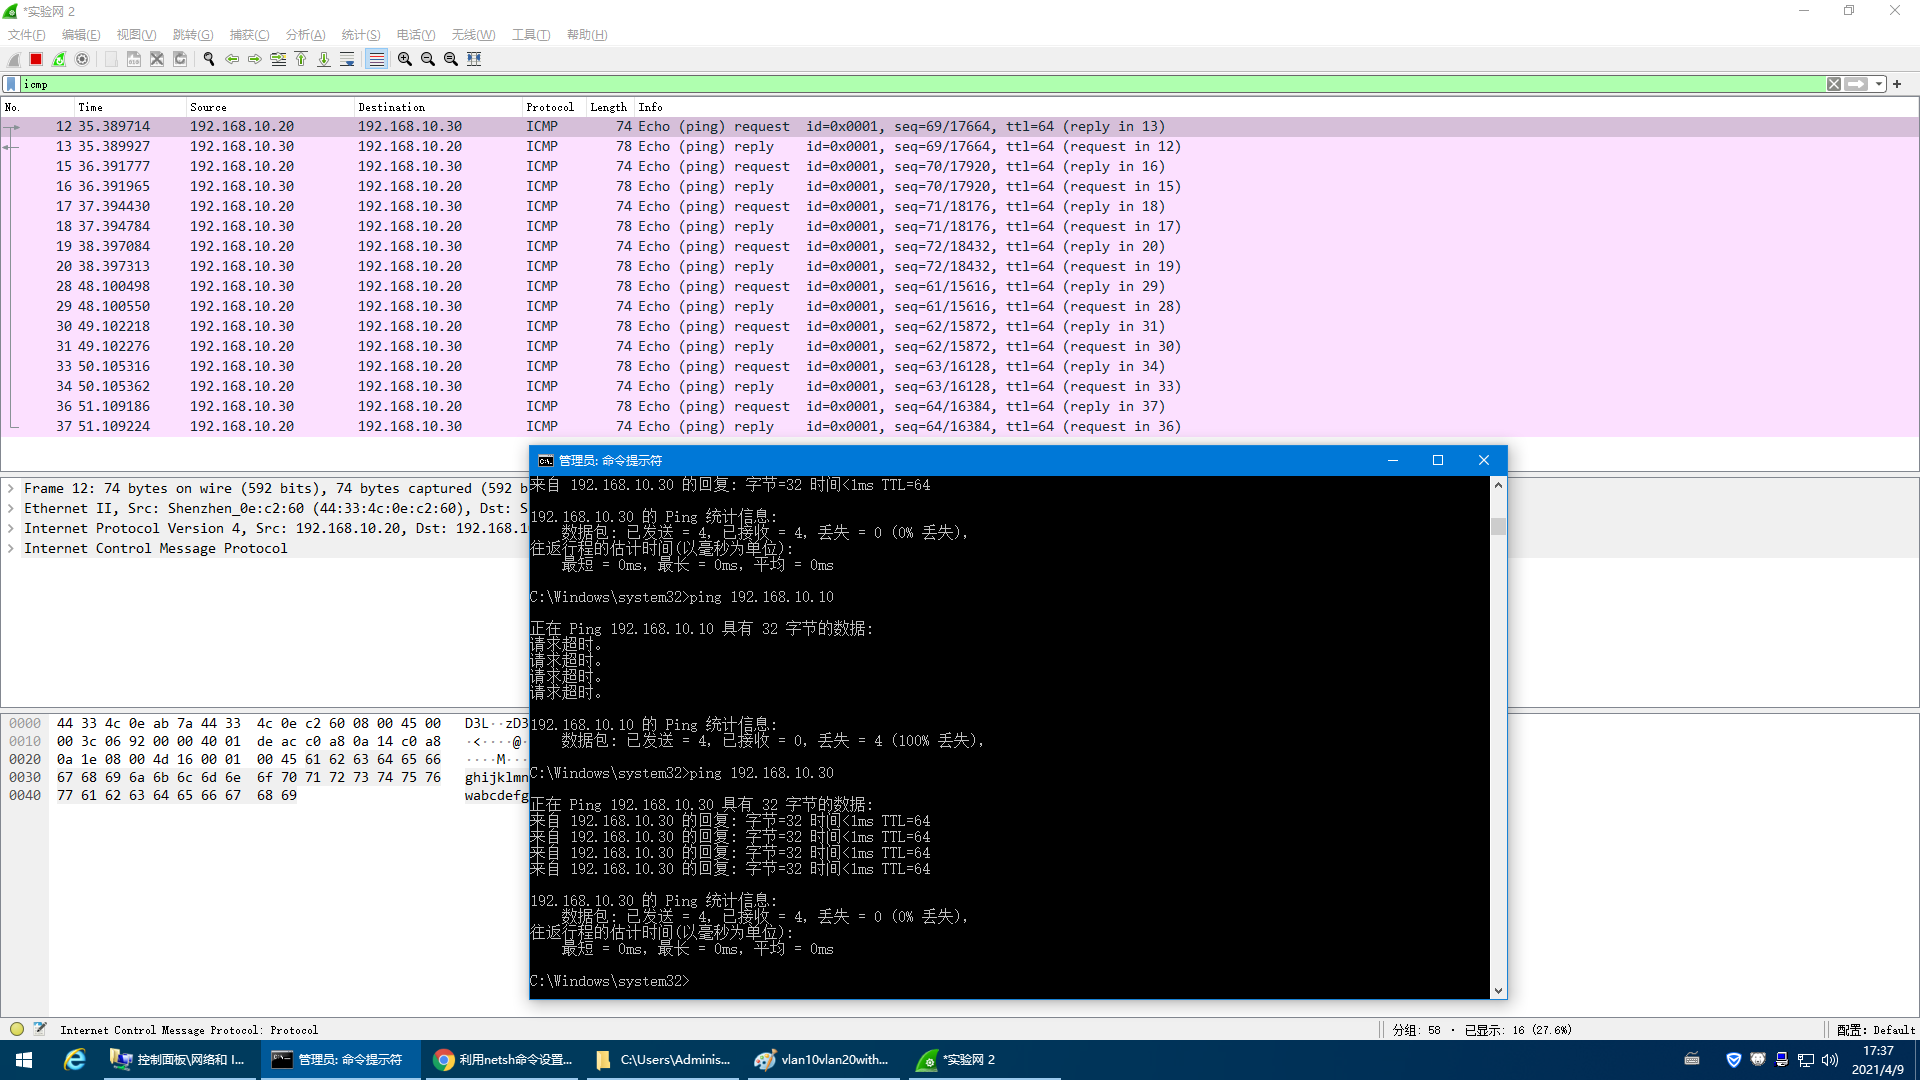 *实验网 2
文件(F) 编辑(E) 视图(V) 跳转(G) 捕获(C) 分析(A) 统计(S) 电话(Y) 无线(W) 工具(T) 帮助(H)
icmp
No. Time Source Destination Protocol Length Info
12 35.389714 192.168.10.20 192.168.10.30 ICMP 74 Echo (ping) request id=0x0001, seq=69/17664, ttl=64 (reply in 13)
13 35.389927 192.168.10.30 192.168.10.20 ICMP 78 Echo (ping) reply id=0x0001, seq=69/17664, ttl=64 (request in 12)
15 36.391777 192.168.10.20 192.168.10.30 ICMP 74 Echo (ping) request id=0x0001, seq=70/17920, ttl=64 (reply in 16)
16 36.391965 192.168.10.30 192.168.10.20 ICMP 78 Echo (ping) reply id=0x0001, seq=70/17920, ttl=64 (request in 15)
17 37.394430 192.168.10.20 192.168.10.30 ICMP 74 Echo (ping) request id=0x0001, seq=71/18176, ttl=64 (reply in 18)
18 37.394784 192.168.10.30 192.168.10.20 ICMP 78 Echo (ping) reply id=0x0001, seq=71/18176, ttl=64 (request in 17)
19 38.397084 192.168.10.20 192.168.10.30 ICMP 74 Echo (ping) request id=0x0001, seq=72/18432, ttl=64 (reply in 20)
20 38.397313 192.168.10.30 192.168.10.20 ICMP 78 Echo (ping) reply id=0x0001, seq=72/18432, ttl=64 (request in 19)
28 48.100498 192.168.10.30 192.168.10.20 ICMP 78 Echo (ping) request id=0x0001, seq=61/15616, ttl=64 (reply in 29)
29 48.100550 192.168.10.20 192.168.10.30 ICMP 74 Echo (ping) reply id=0x0001, seq=61/15616, ttl=64 (request in 28)
30 49.102218 192.168.10.30 192.168.10.20 ICMP 78 Echo (ping) request id=0x0001, seq=62/15872, ttl=64 (reply in 31)
31 49.102276 192.168.10.20 192.168.10.30 ICMP 74 Echo (ping) reply id=0x0001, seq=62/15872, ttl=64 (request in 30)
33 50.105316 192.168.10.30 192.168.10.20 ICMP 78 Echo (ping) request id=0x0001, seq=63/16128, ttl=64 (reply in 34)
34 50.105362 192.168.10.20 192.168.10.30 ICMP 74 Echo (ping) reply id=0x0001, seq=63/16128, ttl=64 (request in 33)
36 51.109186 192.168.10.30 192.168.10.20 ICMP 78 Echo (ping) request id=0x0001, seq=64/16384, ttl=64 (reply in 37)
37 51.109224 192.168.10.20 192.168.10.30 ICMP 74 Echo (ping) reply id=0x0001, seq=64/16384, ttl=64 (request in 36)
Frame 12: 74 bytes on wire (592 bits), 74 bytes captured (592 b
Ethernet II, Src: Shenzhen_0e:c2:60 (44:33:4c:0e:c2:60), Dst: S
Internet Protocol Version 4, Src: 192.168.10.20, Dst: 192.168.1
Internet Control Message Protocol
0000 44 33 4c 0e ab 7a 44 33 4c 0e c2 60 08 00 45 00 D3L··zD3
0010 00 3c 06 92 00 00 40 01 de ac c0 a8 0a 14 c0 a8 ·<····@·
0020 0a 1e 08 00 4d 16 00 01 00 45 61 62 63 64 65 66 ····M···
0030 67 68 69 6a 6b 6c 6d 6e 6f 70 71 72 73 74 75 76 ghijklmn
0040 77 61 62 63 64 65 66 67 68 69 wabcdefg
管理员: 命令提示符
来自 192.168.10.30 的回复: 字节=32 时间<1ms TTL=64
192.168.10.30 的 Ping 统计信息:
数据包: 已发送 = 4，已接收 = 4，丢失 = 0 (0% 丢失)，
往返行程的估计时间(以毫秒为单位):
最短 = 0ms，最长 = 0ms，平均 = 0ms
C:\Windows\system32>ping 192.168.10.10
正在 Ping 192.168.10.10 具有 32 字节的数据:
请求超时。
请求超时。
请求超时。
请求超时。
192.168.10.10 的 Ping 统计信息:
数据包: 已发送 = 4，已接收 = 0，丢失 = 4 (100% 丢失)，
C:\Windows\system32>ping 192.168.10.30
正在 Ping 192.168.10.30 具有 32 字节的数据:
来自 192.168.10.30 的回复: 字节=32 时间<1ms TTL=64
来自 192.168.10.30 的回复: 字节=32 时间<1ms TTL=64
来自 192.168.10.30 的回复: 字节=32 时间<1ms TTL=64
来自 192.168.10.30 的回复: 字节=32 时间<1ms TTL=64
192.168.10.30 的 Ping 统计信息:
数据包: 已发送 = 4，已接收 = 4，丢失 = 0 (0% 丢失)，
往返行程的估计时间(以毫秒为单位):
最短 = 0ms，最长 = 0ms，平均 = 0ms
C:\Windows\system32>
Internet Control Message Protocol: Protocol
分组: 58 · 已显示: 16 (27.6%)
配置: Default
控制面板\网络和 I...
管理员: 命令提示符
利用netsh命令设置...
C:\Users\Adminis...
vlan10vlan20with...
*实验网 2
17:37
2021/4/9